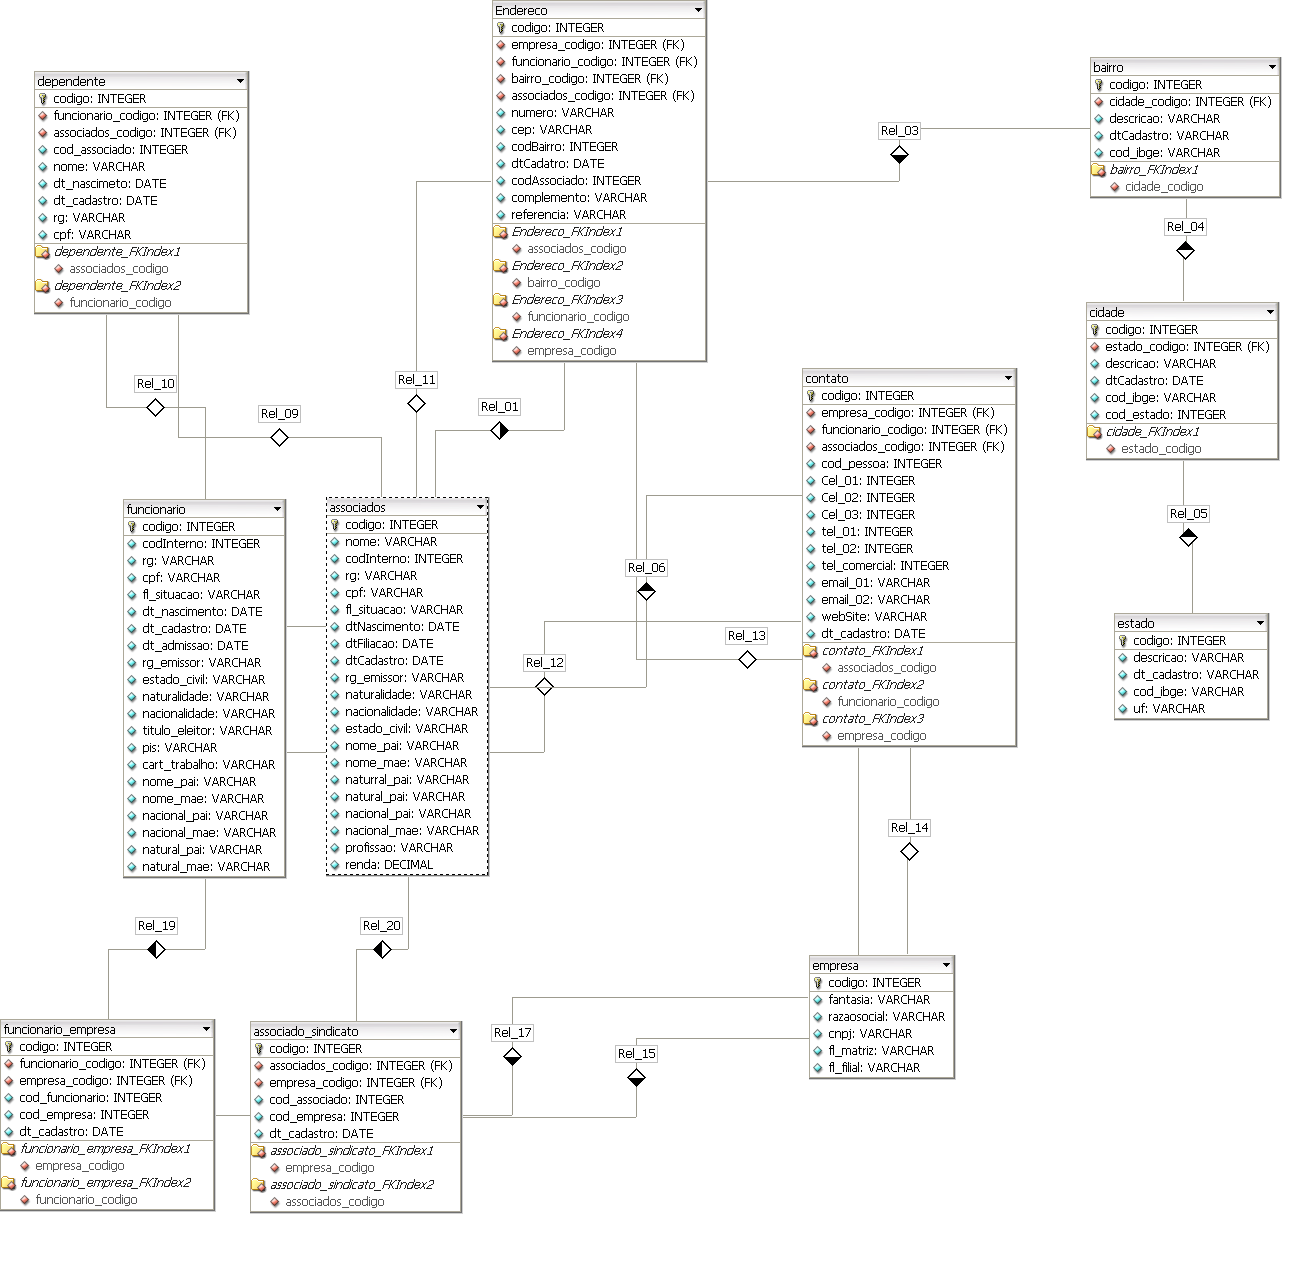 Endereco
codigo: INTEGER
empresa_codigo: INTEGER (FK)
funcionario_codigo: INTEGER (FK)
bairro_codigo: INTEGER (FK)
associados_codigo: INTEGER (FK)
numero: VARCHAR
cep: VARCHAR
codBairro: INTEGER
dtCadatro: DATE
codAssociado: INTEGER
complemento: VARCHAR
referencia: VARCHAR
Endereco_FKIndex1
associados_codigo
Endereco_FKIndex2
bairro_codigo
Endereco_FKIndex3
funcionario_codigo
Endereco_FKIndex4
empresa_codigo
dependente
codigo: INTEGER
funcionario_codigo: INTEGER (FK)
associados_codigo: INTEGER (FK)
cod_associado: INTEGER
nome: VARCHAR
dt_nascimeto: DATE
dt_cadastro: DATE
rg: VARCHAR
cpf: VARCHAR
dependente_FKIndex1
associados_codigo
dependente_FKIndex2
funcionario_codigo
bairro
codigo: INTEGER
cidade_codigo: INTEGER (FK)
descricao: VARCHAR
dtCadastro: VARCHAR
cod_ibge: VARCHAR
bairro_FKIndex1
cidade_codigo
Rel_03
Rel_04
cidade
codigo: INTEGER
estado_codigo: INTEGER (FK)
descricao: VARCHAR
dtCadastro: DATE
cod_ibge: VARCHAR
cod_estado: INTEGER
cidade_FKIndex1
estado_codigo
Rel_05
estado
codigo: INTEGER
descricao: VARCHAR
dt_cadastro: VARCHAR
cod_ibge: VARCHAR
uf: VARCHAR
Rel_10
Rel_09
Rel_11
Rel_01
contato
codigo: INTEGER
empresa_codigo: INTEGER (FK)
funcionario_codigo: INTEGER (FK)
associados_codigo: INTEGER (FK)
cod_pessoa: INTEGER
Cel_01: INTEGER
Cel_02: INTEGER
Cel_03: INTEGER
tel_01: INTEGER
tel_02: INTEGER
tel_comercial: INTEGER
email_01: VARCHAR
email_02: VARCHAR
webSite: VARCHAR
dt_cadastro: DATE
contato_FKIndex1
associados_codigo
contato_FKIndex2
funcionario_codigo
contato_FKIndex3
empresa_codigo
funcionario
codigo: INTEGER
codInterno: INTEGER
rg: VARCHAR
cpf: VARCHAR
fl_situacao: VARCHAR
dt_nascimento: DATE
dt_cadastro: DATE
dt_admissao: DATE
rg_emissor: VARCHAR
estado_civil: VARCHAR
naturalidade: VARCHAR
nacionalidade: VARCHAR
titulo_eleitor: VARCHAR
pis: VARCHAR
cart_trabalho: VARCHAR
nome_pai: VARCHAR
nome_mae: VARCHAR
nacional_pai: VARCHAR
nacional_mae: VARCHAR
natural_pai: VARCHAR
natural_mae: VARCHAR
associados
codigo: INTEGER
nome: VARCHAR
codInterno: INTEGER
rg: VARCHAR
cpf: VARCHAR
fl_situacao: VARCHAR
dtNascimento: DATE
dtFiliacao: DATE
dtCadastro: DATE
rg_emissor: VARCHAR
naturalidade: VARCHAR
nacionalidade: VARCHAR
estado_civil: VARCHAR
nome_pai: VARCHAR
nome_mae: VARCHAR
naturral_pai: VARCHAR
natural_pai: VARCHAR
nacional_pai: VARCHAR
nacional_mae: VARCHAR
profissao: VARCHAR
renda: DECIMAL
Rel_06
Rel_12
Rel_13
Rel_14
Rel_19
Rel_20
empresa
codigo: INTEGER
fantasia: VARCHAR
razaosocial: VARCHAR
cnpj: VARCHAR
fl_matriz: VARCHAR
fl_filial: VARCHAR
Rel_17
Rel_15
funcionario_empresa
codigo: INTEGER
funcionario_codigo: INTEGER (FK)
empresa_codigo: INTEGER (FK)
cod_funcionario: INTEGER
cod_empresa: INTEGER
dt_cadastro: DATE
funcionario_empresa_FKIndex1
empresa_codigo
funcionario_empresa_FKIndex2
funcionario_codigo
associado_sindicato
codigo: INTEGER
associados_codigo: INTEGER (FK)
empresa_codigo: INTEGER (FK)
cod_associado: INTEGER
cod_empresa: INTEGER
dt_cadastro: DATE
associado_sindicato_FKIndex1
empresa_codigo
associado_sindicato_FKIndex2
associados_codigo